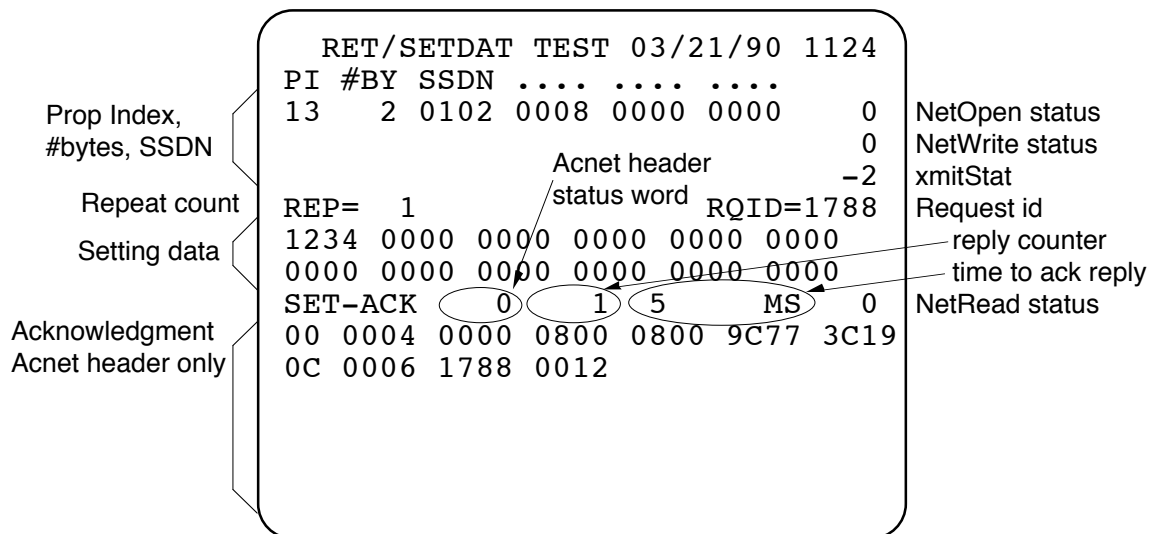 RET/SETDAT TEST 03/21/90 1124
PI #BY SSDN .... .... ....
Prop Index,
#bytes, SSDN
13 2 0102 0008 0000 0000 0 NetOpen status
0 NetWrite status
Acnet header
status word
-2 xmitStat
Repeat count REP= 1 RQID=1788 Request id
Setting data
1234 0000 0000 0000 0000 0000 reply counter
0000 0000 0000 0000 0000 0000 time to ack reply
SET-ACK 0 1 5 MS 0 NetRead status
Acknowledgment
Acnet header only
00 0004 0000 0800 0800 9C77 3C19
0C 0006 1788 0012